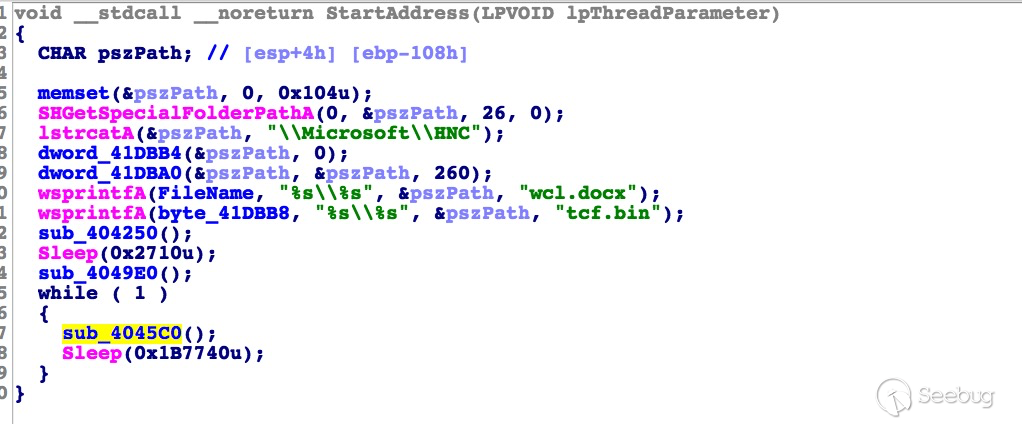 1 void __stdcall __noreturn StartAddress(LPVOID lpThreadParameter)
2 {
3 CHAR pszPath; // [esp+4h] [ebp-108h]
4
5 memset(&pszPath, 0, 0x104u);
6 SHGetSpecialFolderPathA(0, &pszPath, 26, 0);
7 lstrcatA(&pszPath, "\\Microsoft\\HNC");
8 dword_41DBB4(&pszPath, 0);
9 dword_41DBA0(&pszPath, &pszPath, 260);
0 wsprintfA(FileName, "%s\\%s", &pszPath, "wcl.docx");
1 wsprintfA(byte_41DBB8, "%s\\%s", &pszPath, "tcf.bin");
2 sub_404250();
3 Sleep(0x2710u);
4 sub_4049E0();
5 while ( 1 )
6 {
7 sub_4045C0();
8 Sleep(0x1B7740u);
9 }
0 }
Seebug